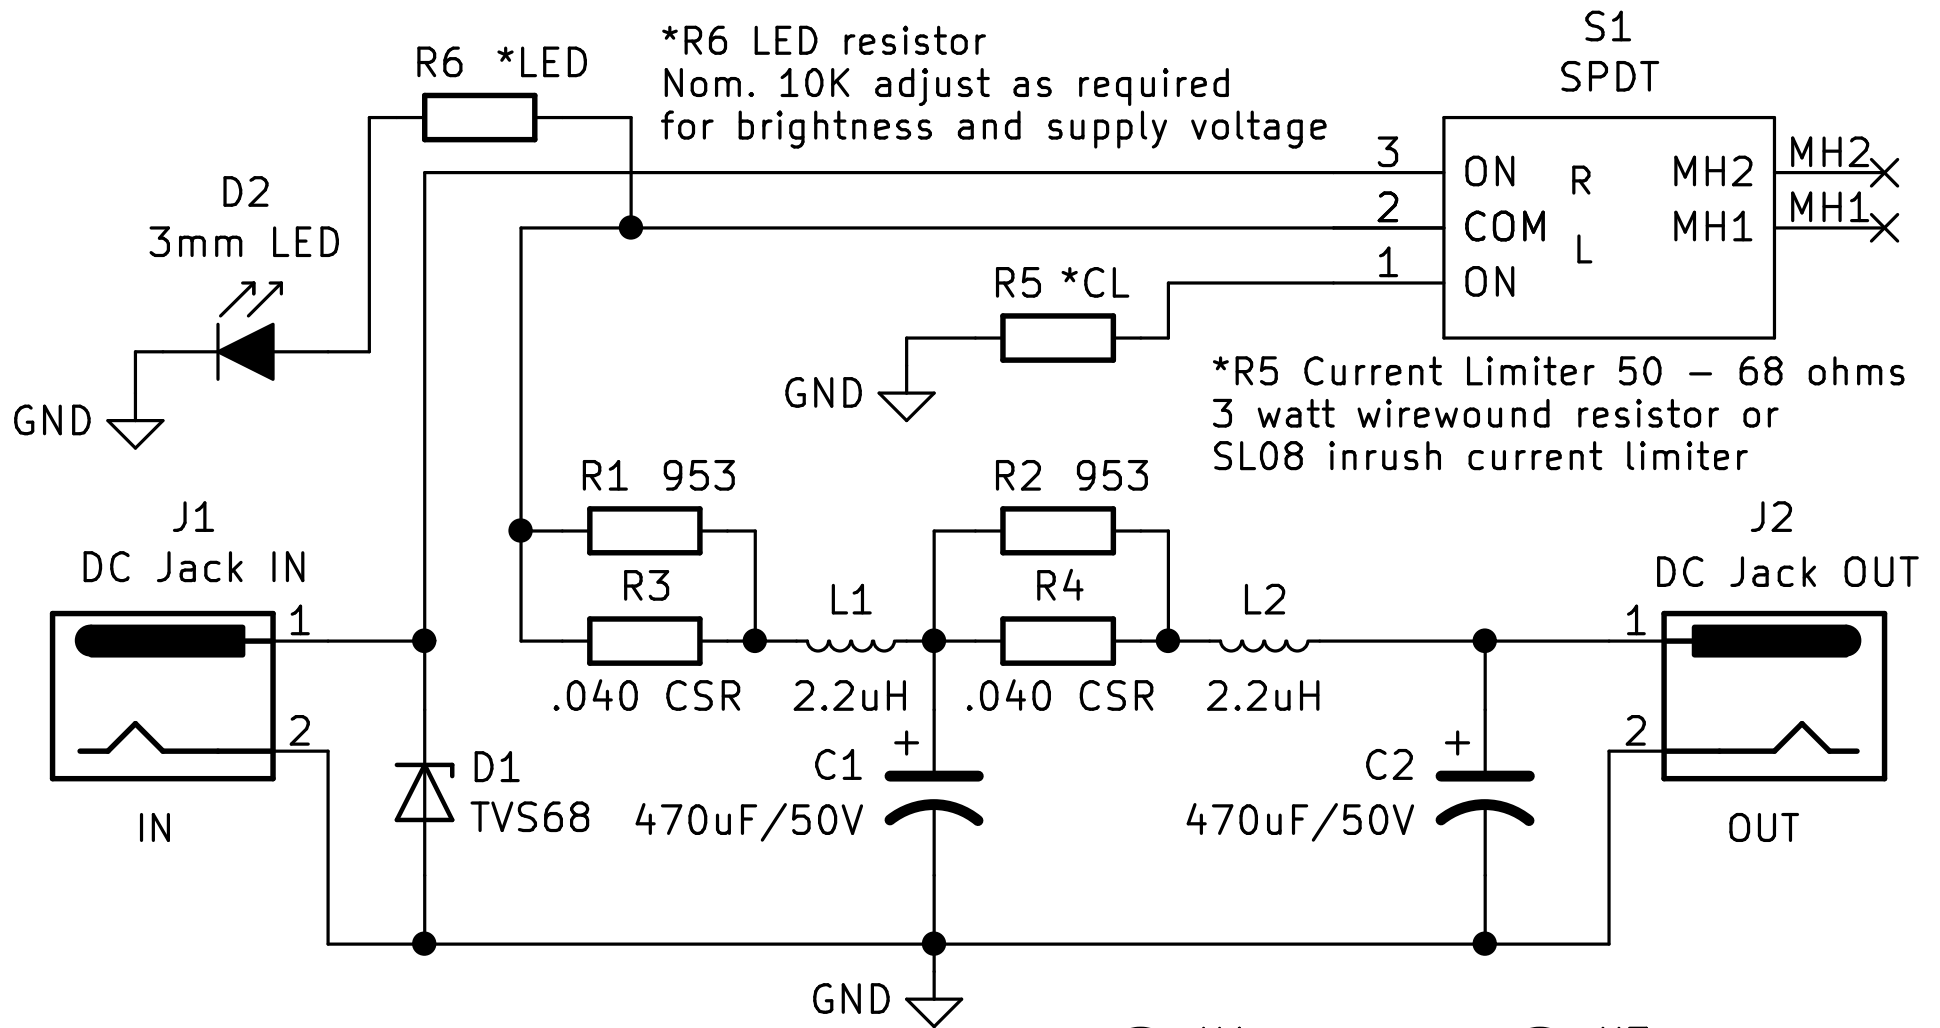 S1
SPDT
R6 *LED
*R6 LED resistor
Nom. 10K adjust as required
for brightness and supply voltage
3
ON
R
MH2
MH2
2
COM
L
MH1
MH1
1
ON
D2
3mm LED
GND
R5 *CL
GND
*R5 Current Limiter 50 – 68 ohms
3 watt wirewound resistor or
SL08 inrush current limiter
R1 953
R2 953
J1
DC Jack IN
1
2
IN
R3
.040 CSR
L1
2.2uH
R4
.040 CSR
L2
2.2uH
J2
DC Jack OUT
1
2
OUT
D1
TVS68
+
C1
470uF/50V
+
C2
470uF/50V
GND